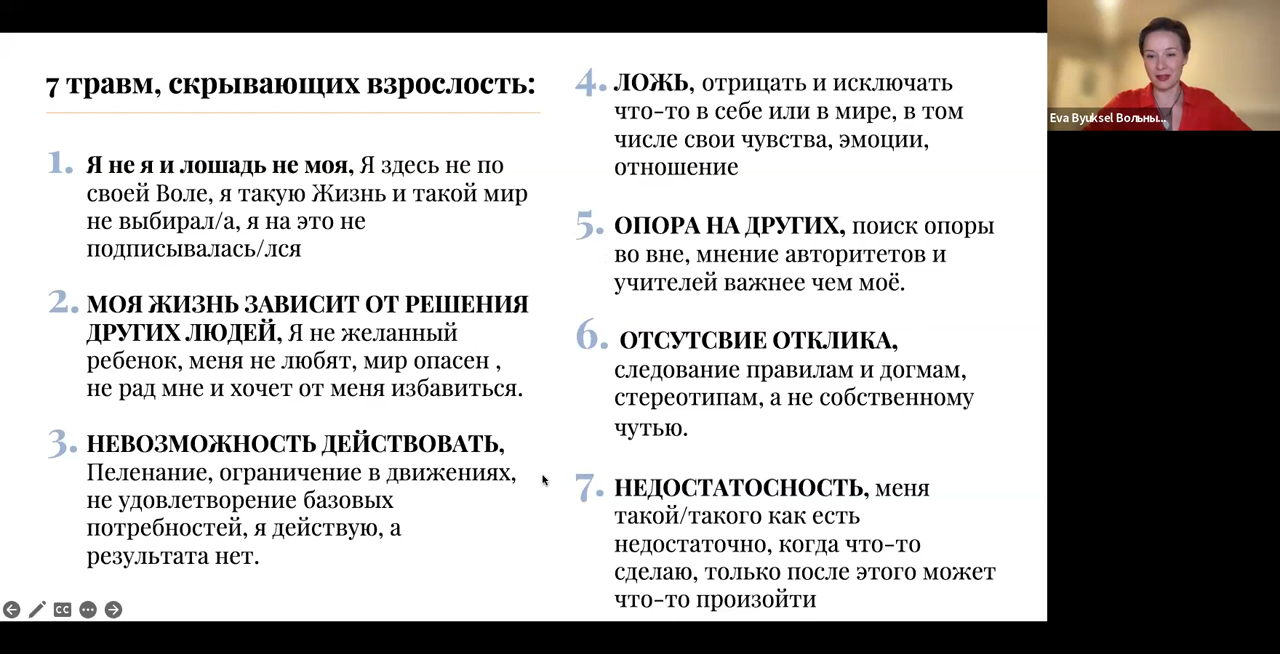 7 травм, скрывающих взрослость:
1. Я не я и лошадь не моя, Я здесь не по
своей Воле, я такую Жизнь и такой мир
не выбирал/а, я на это не
подписывалась/лся
2. МОЯ ЖИЗНЬ ЗАВИСИТ ОТ РЕШЕНИЯ
ДРУГИХ ЛЮДЕЙ, Я не желанный
ребенок, меня не любят, мир опасен ,
не рад мне и хочет от меня избавиться.
3. НЕВОЗМОЖНОСТЬ ДЕЙСТВОВАТЬ,
Пеленание, ограничение в движениях,
не удовлетворение базовых
потребностей, я действую, а
результата нет.
4. ЛОЖЬ, отрицать и исключать
что-то в себе или в мире, в том
числе свои чувства, эмоции,
отношение
5. ОПОРА НА ДРУГИХ, поиск опоры
во вне, мнение авторитетов и
учителей важнее чем моё.
6. ОТСУТСВИЕ ОТКЛИКА,
следование правилам и догмам,
стереотипам, а не собственному
чутью.
7. НЕДОСТАТОСНОСТЬ, меня
такой/такого как есть
недостаточно, когда что-то
сделаю, только после этого может
что-то произойти
CC
Eva Byuksel Вольны...